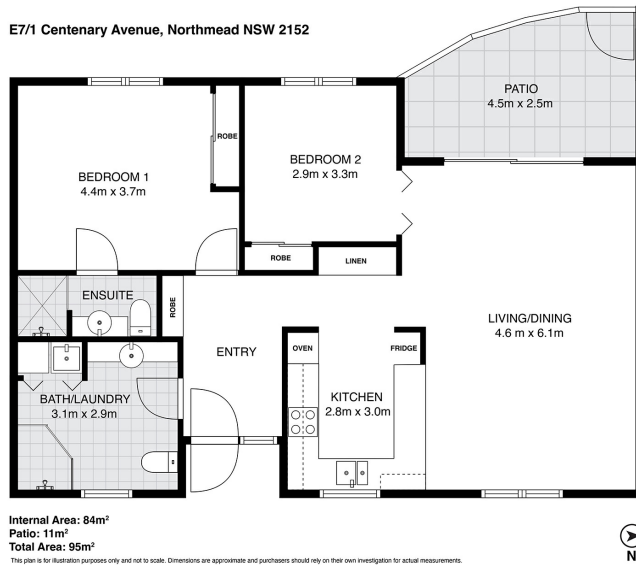 E7/1 Centenary Avenue, Northmead NSW 2152
PATIO
4.5m x 2.5m
ROBE
BEDROOM 2
2.9m x 3.3m
BEDROOM 1
4.4m x 3.7m
ROBE
LINEN
ENSUITE
ROBE
LIVING/DINING
4.6 m x 6.1m
ENTRY
OVEN
FRIDGE
BATH/LAUNDRY
3.1m x 2.9m
KITCHEN
2.8m x 3.0m
Internal Area: 84m²
Patio: 11m²
Total Area: 95m²
This plan is for illustration purposes only and not to scale. Dimensions are approximate and purchasers should rely on their own investigation for actual measurements.
N